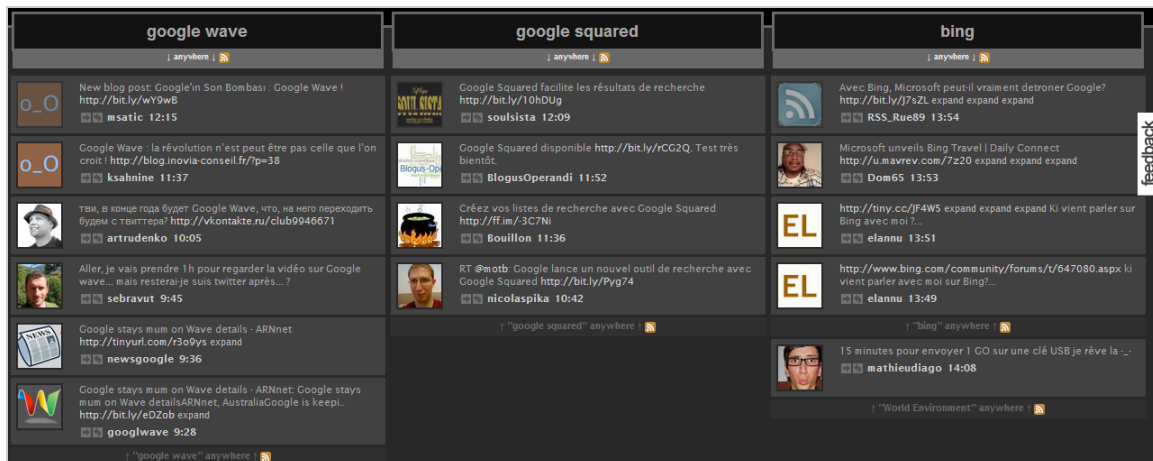 google wave
↓ anywhere ↓
o_O
New blog post: Google'ın Son Bombası : Google Wave !
http://bit.ly/wY9wB
msatic 12:15
o_O
Google Wave : la révolution n'est peut être pas celle que l'on
croit ! http://blog.inovia-conseil.fr/?p=38
ksahnine 11:37
тви, в конце года будет Google Wave, что, на него переходить
будем с твиттера? http://vkontakte.ru/club9946671
artrudenko 10:05
Aller, je vais prendre 1h pour regarder la vidéo sur Google
wave... mais resterai-je suis twitter après... ?
sebravut 9:45
NEWS
Google stays mum on Wave details - ARNnet
http://tinyurl.com/r3o9ys expand
newsgoogle 9:36
Google stays mum on Wave details - ARNnet: Google stays
mum on Wave detailsARNnet, AustraliaGoogle is keepi..
http://bit.ly/eDZob expand
googlwave 9:28
↑ "google wave" anywhere ↑
google squared
↓ anywhere ↓
SOUL SISTA
Google Squared facilite les résultats de recherche
http://bit.ly/10hDUg
soulsista 12:09
Blogus-Ope
Google Squared disponible http://bit.ly/rCC2Q. Test très
bientôt.
BlogusOperandi 11:52
Créez vos listes de recherche avec Google Squared
http://ff.im/-3C7Ni
Bouillon 11:36
RT @motb: Google lance un nouvel outil de recherche avec
Google Squared http://bit.ly/Pyg74
nicolaspika 10:42
↑ "google squared" anywhere ↑
bing
↓ anywhere ↓
Avec Bing, Microsoft peut-il vraiment detroner Google?
http://bit.ly/J7sZL expand expand expand
RSS_Rue89 13:54
Microsoft unveils Bing Travel | Daily Connect
http://u.mavrev.com/7z20 expand expand expand
Dom65 13:53
EL
http://tiny.cc/JF4W5 expand expand expand Ki vient parler sur
Bing avec moi ?...
elannu 13:51
EL
http://www.bing.com/community/forums/t/647080.aspx ki
vient parler avec moi sur Bing?...
elannu 13:49
↑ "bing" anywhere ↑
15 minutes pour envoyer 1 GO sur une clé USB je rève la -_-
mathieudiago 14:08
↑ "World Environment" anywhere ↑
feedback